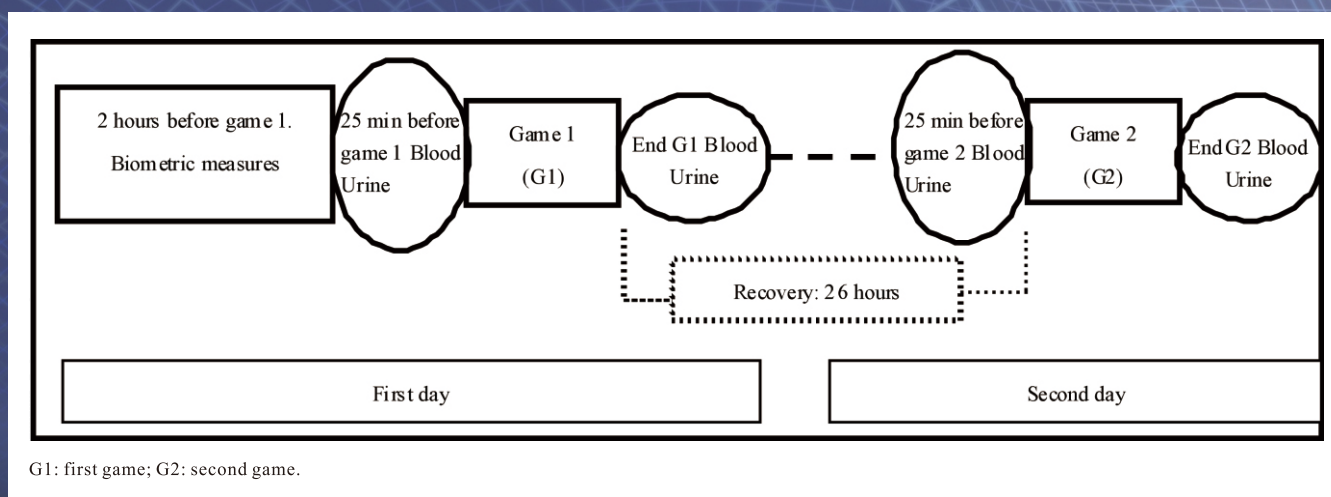 2 hours before game 1.
Biometric measures
25 min before
game 1 Blood
Urine
Game 1
(G1)
End G1 Blood
Urine
25 min before
game 2 Blood
Urine
Game 2
(G2)
End G2 Blood
Urine
Recovery: 26 hours
First day
Second day
G1: first game; G2: second game.